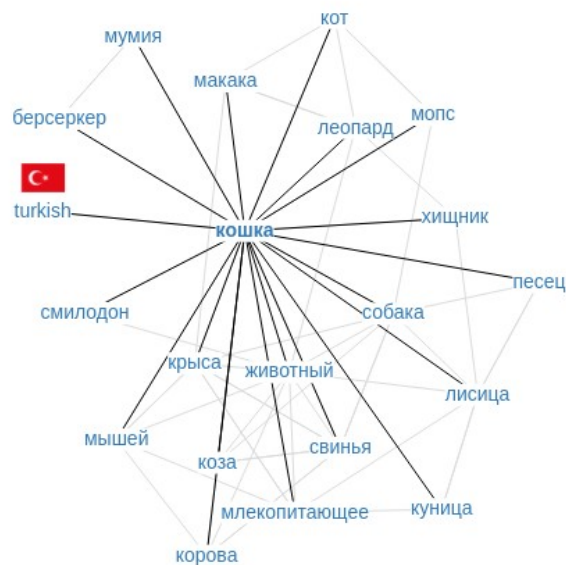 кот
мумия
макака
мопс
берсеркер
леопард
turkish
хищник
кошка
песец
смилодон
собака
крыса
животный
лисица
мышей
свинья
коза
куница
млекопитающее
корова